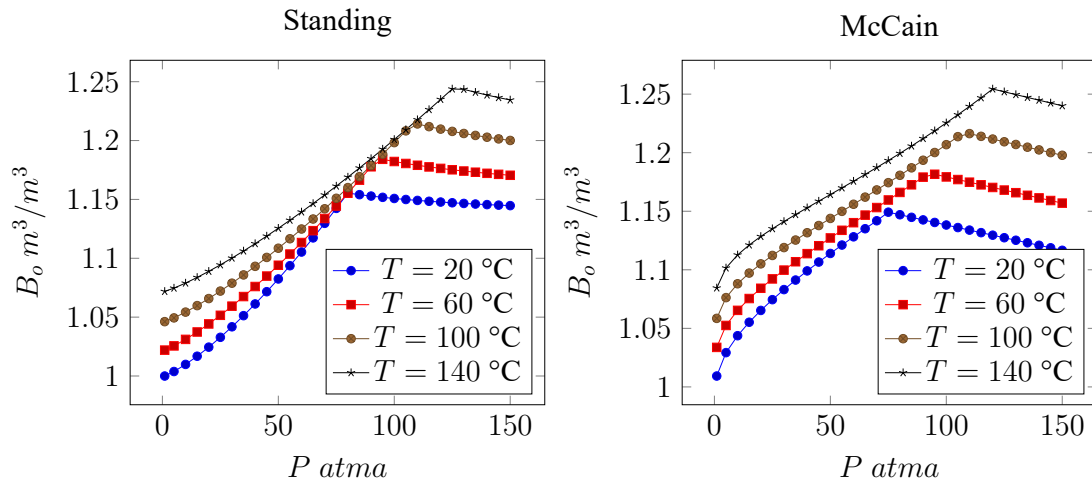 Standing
B_o m^3/m^3
1.25
1.2
1.15
1.1
1.05
1
0 50 100 150
P atma
T = 20 °C
T = 60 °C
T = 100 °C
T = 140 °C
McCain
B_o m^3/m^3
1.25
1.2
1.15
1.1
1.05
1
0 50 100 150
P atma
T = 20 °C
T = 60 °C
T = 100 °C
T = 140 °C